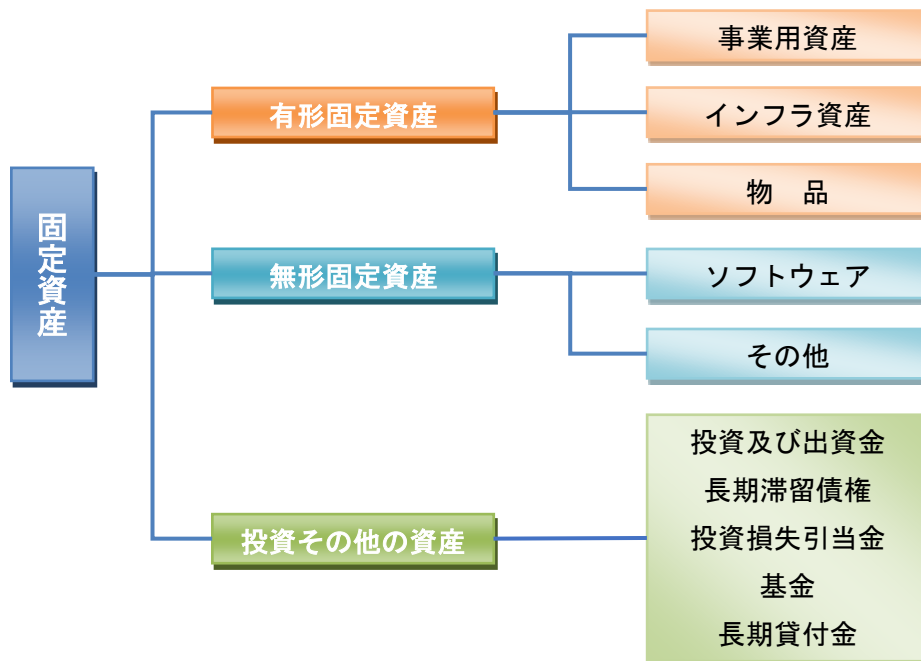 固定資産
有形固定資産
事業用資産
インフラ資産
物　品
無形固定資産
ソフトウェア
その他
投資その他の資産
投資及び出資金
長期滞留債権
投資損失引当金
基金
長期貸付金